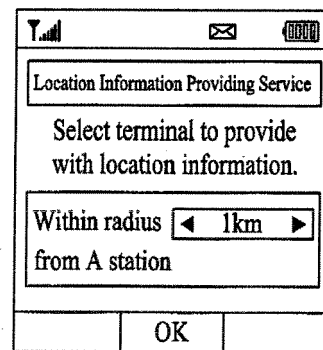 Location Information Providing Service
Select terminal to provide
with location information.
Within radius ◀ 1km ▶
from A station
OK